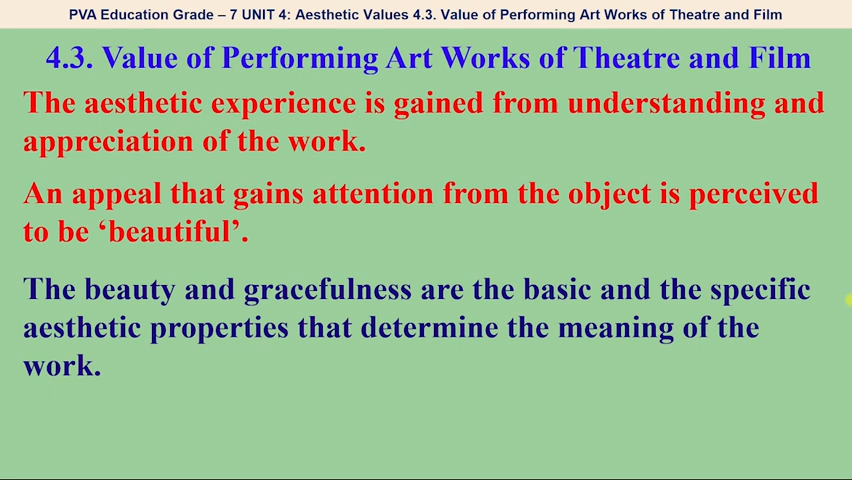 PVA Education Grade – 7 UNIT 4: Aesthetic Values 4.3. Value of Performing Art Works of Theatre and Film
4.3. Value of Performing Art Works of Theatre and Film
The aesthetic experience is gained from understanding and
appreciation of the work.
An appeal that gains attention from the object is perceived
to be ‘beautiful’.
The beauty and gracefulness are the basic and the specific
aesthetic properties that determine the meaning of the
work.